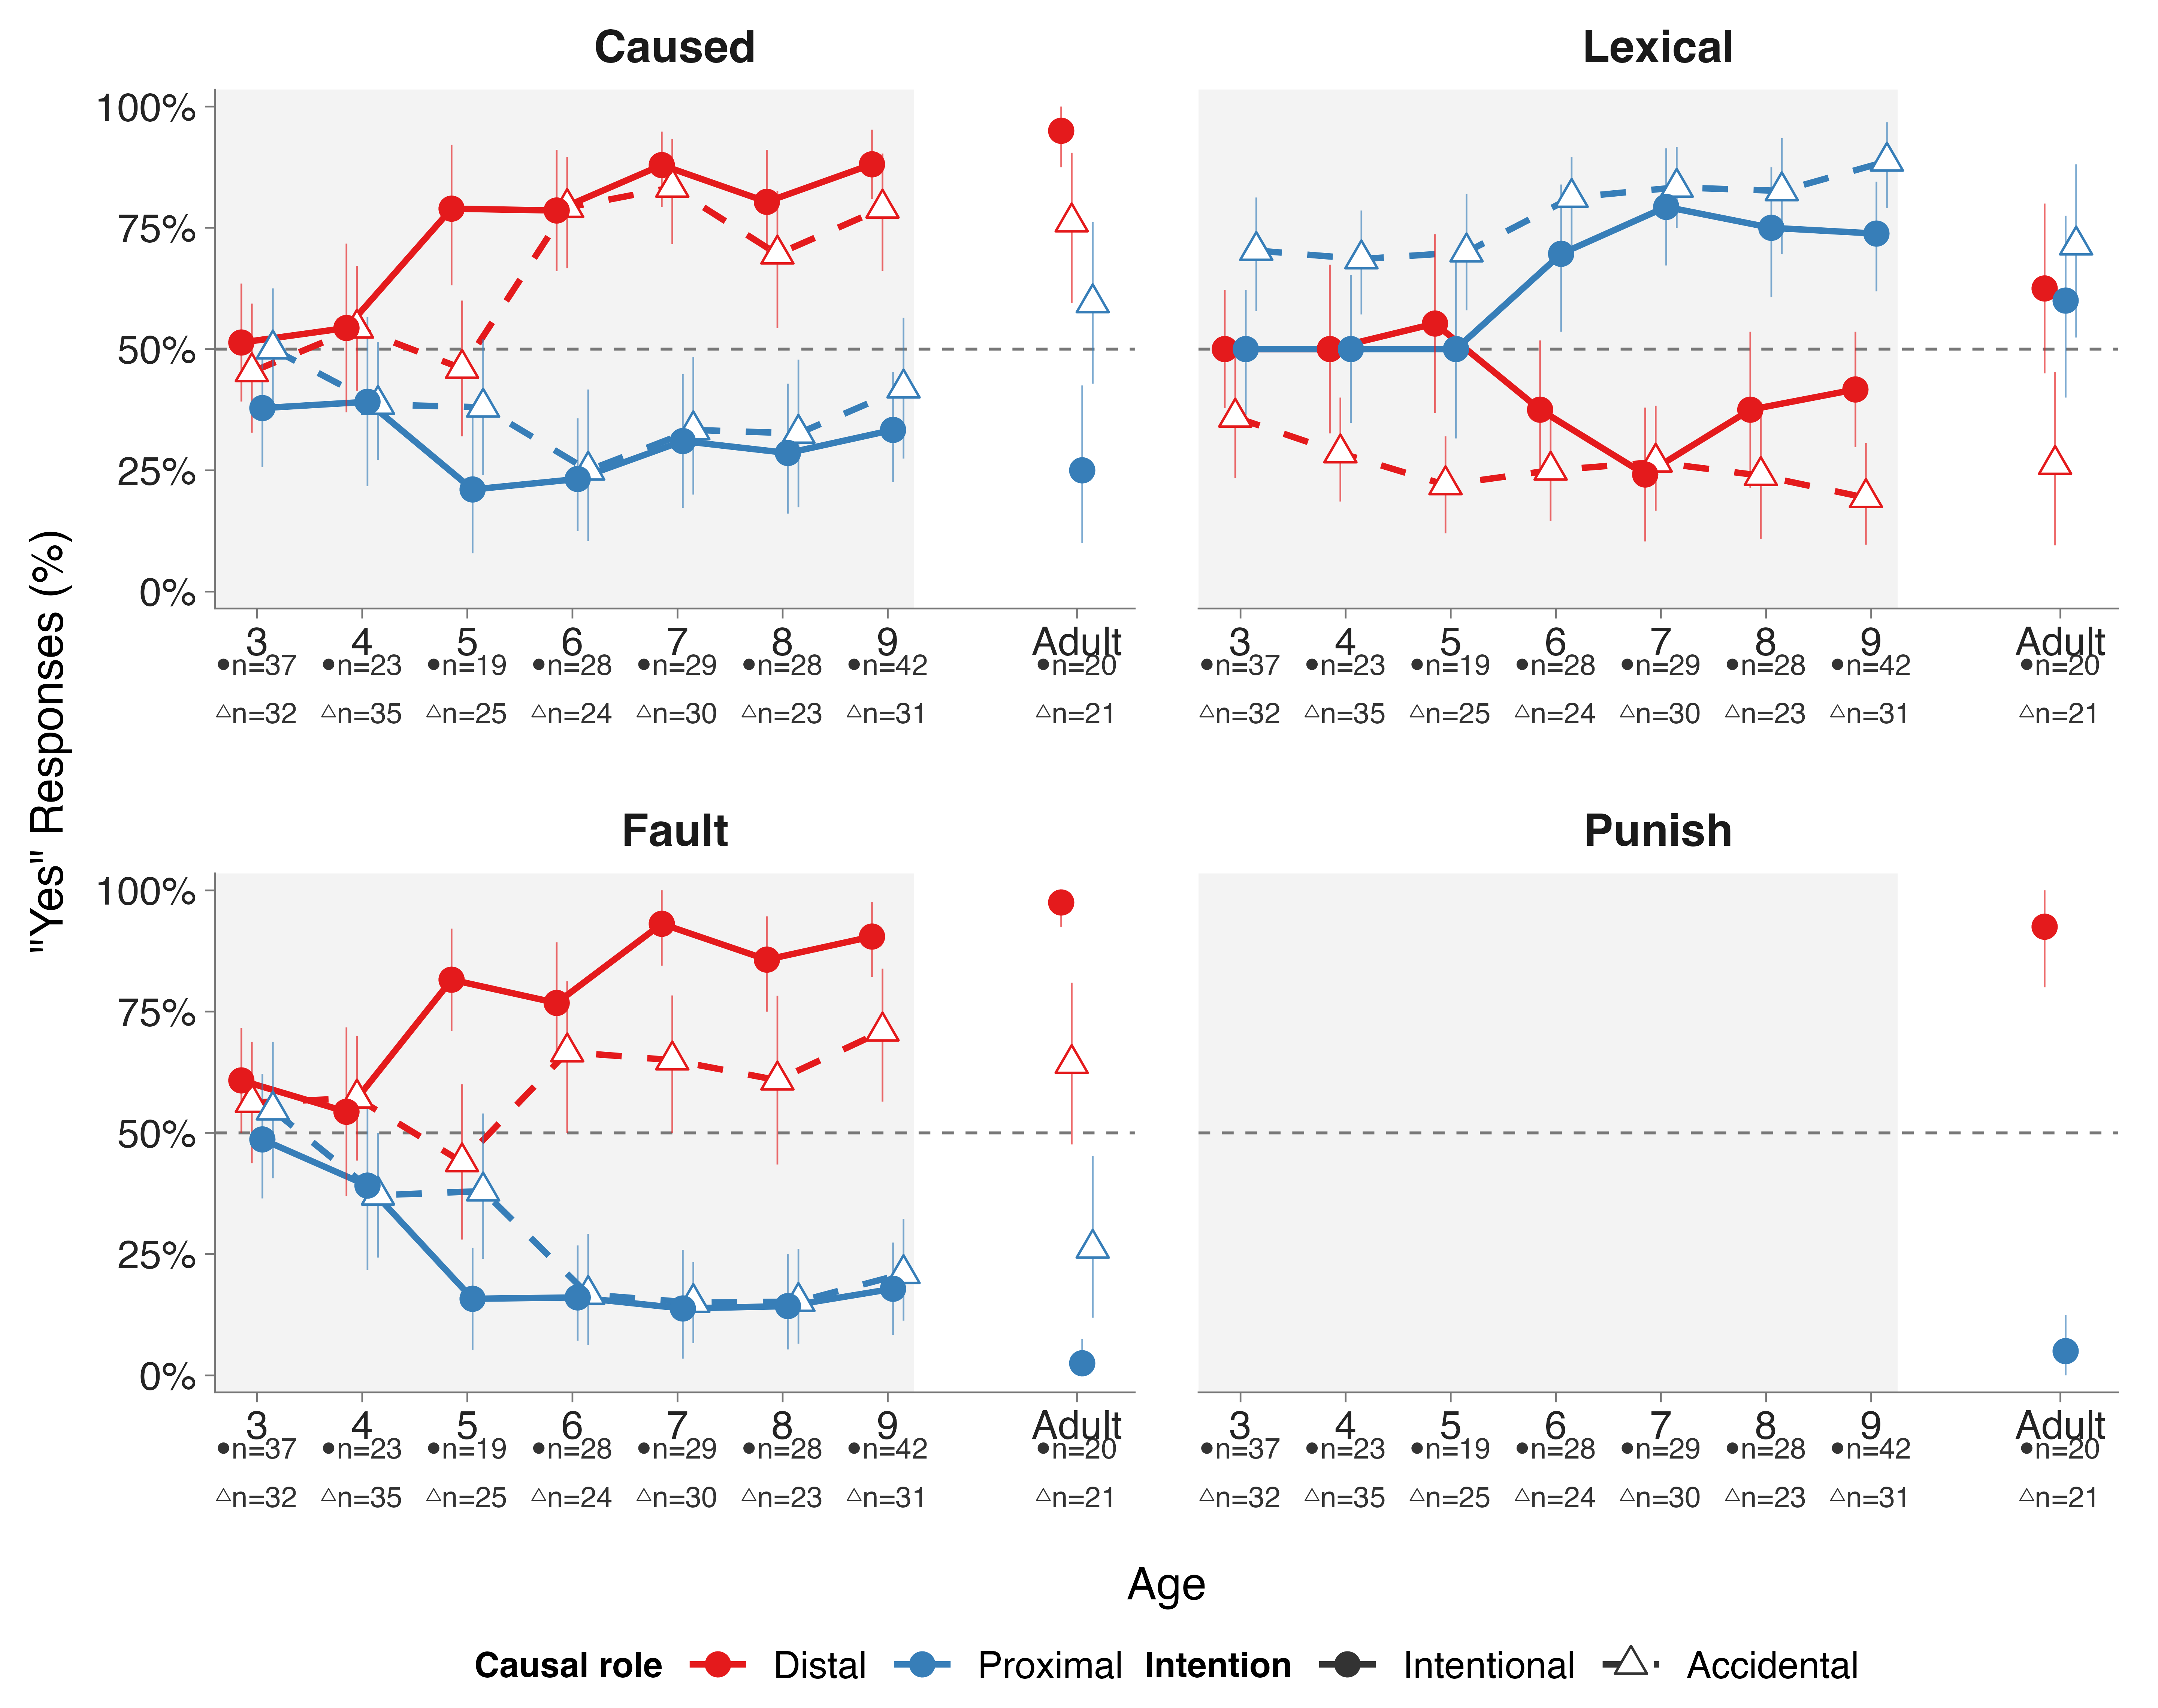 Caused
Lexical
"Yes" Responses (%)
100%
75%
50%
25%
0%
3 4 5 6 7 8 9 Adult
●n=37 ●n=23 ●n=19 ●n=28 ●n=29 ●n=28 ●n=42 ●n=20
△n=32 △n=35 △n=25 △n=24 △n=30 △n=23 △n=31 △n=21
3 4 5 6 7 8 9 Adult
●n=37 ●n=23 ●n=19 ●n=28 ●n=29 ●n=28 ●n=42 ●n=20
△n=32 △n=35 △n=25 △n=24 △n=30 △n=23 △n=31 △n=21
Fault
Punish
100%
75%
50%
25%
0%
3 4 5 6 7 8 9 Adult
●n=37 ●n=23 ●n=19 ●n=28 ●n=29 ●n=28 ●n=42 ●n=20
△n=32 △n=35 △n=25 △n=24 △n=30 △n=23 △n=31 △n=21
3 4 5 6 7 8 9 Adult
●n=37 ●n=23 ●n=19 ●n=28 ●n=29 ●n=28 ●n=42 ●n=20
△n=32 △n=35 △n=25 △n=24 △n=30 △n=23 △n=31 △n=21
Age
Causal role Distal Proximal Intention Intentional Accidental